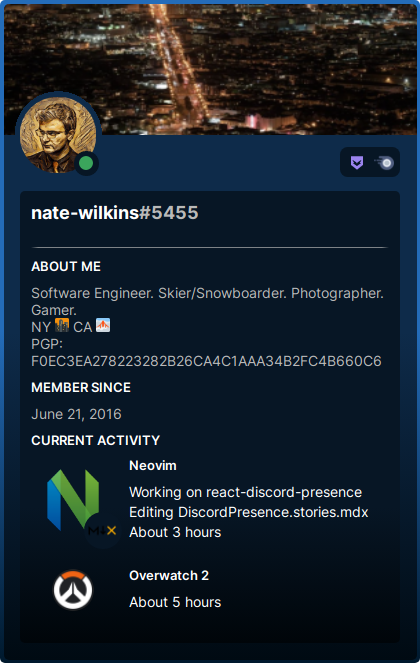 nate-wilkins#5455
ABOUT ME
Software Engineer. Skier/Snowboarder. Photographer.
Gamer.
NY 🌃 CA 🌉
PGP:
F0EC3EA278223282B26CA4C1AAA34B2FC4B660C6
MEMBER SINCE
June 21, 2016
CURRENT ACTIVITY
Neovim
Working on react-discord-presence
Editing DiscordPresence.stories.mdx
About 3 hours
Overwatch 2
About 5 hours